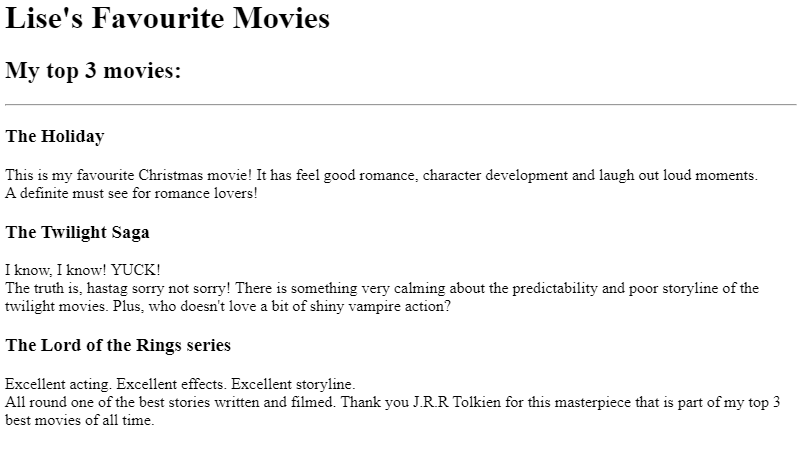 Lise's Favourite Movies
My top 3 movies:
The Holiday
This is my favourite Christmas movie! It has feel good romance, character development and laugh out loud moments.
A definite must see for romance lovers!
The Twilight Saga
I know, I know! YUCK!
The truth is, hastag sorry not sorry! There is something very calming about the predictability and poor storyline of the
twilight movies. Plus, who doesn't love a bit of shiny vampire action?
The Lord of the Rings series
Excellent acting. Excellent effects. Excellent storyline.
All round one of the best stories written and filmed. Thank you J.R.R Tolkien for this masterpiece that is part of my top 3
best movies of all time.